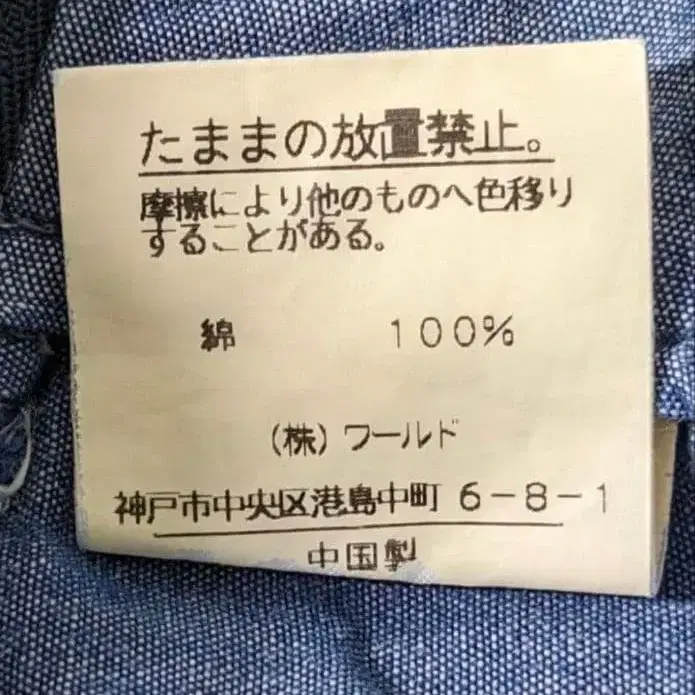 たままの放置禁止。
摩擦により他のものへ色移り
することがある。
綿 100%
(株)ワールド
神戸市中央区港島中町 6-8-1
中国製